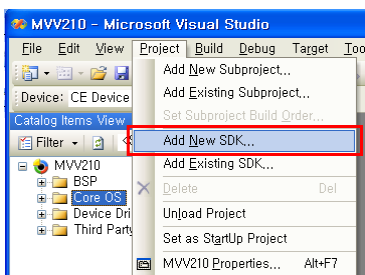 MVV210 - Microsoft Visual Studio
File Edit View Project Build Debug Target
Add New Subproject...
Add Existing Subproject...
Device: CE Device
Set Subproject Build Order...
Catalog Items View
Filter
Add New SDK...
MVV210
Add Existing SDK...
BSP
Delete Del
Core OS
Unload Project
Device Dri
Third Party
Set as StartUp Project
MVV210 Properties... Alt+F7